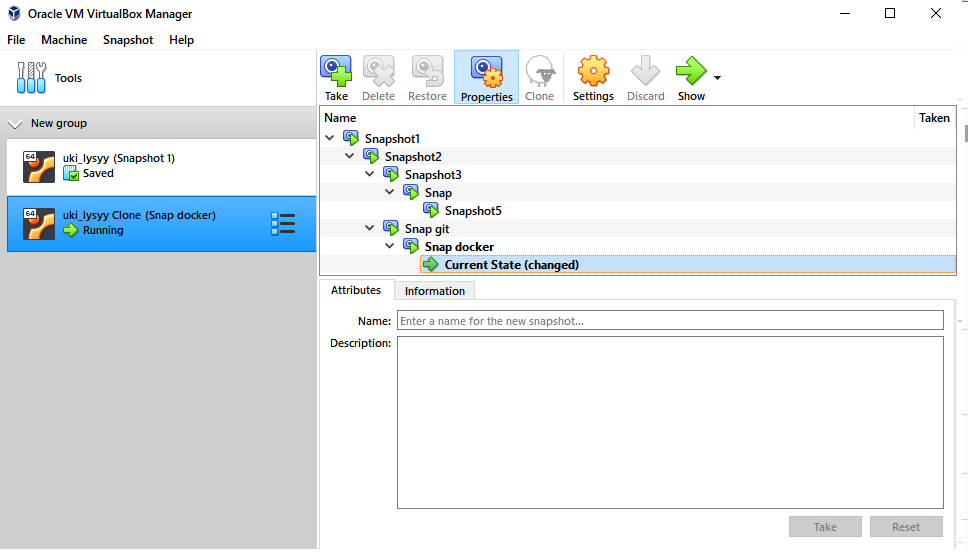 Oracle VM VirtualBox Manager
File Machine Snapshot Help
Tools
Take Delete Restore Properties Clone Settings Discard Show
New group
64
uki_lysyy (Snapshot 1)
Saved
64
uki_lysyy Clone (Snap docker)
Running
Name Taken
Snapshot1
Snapshot2
Snapshot3
Snap
Snapshot5
Snap git
Snap docker
Current State (changed)
Attributes Information
Name: Enter a name for the new snapshot...
Description:
Take Reset